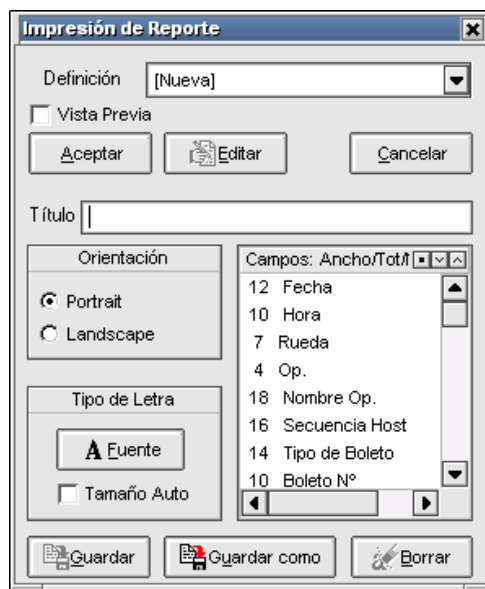 Impresión de Reporte
Definición [Nueva]
Vista Previa
Aceptar Editar Cancelar
Título
Orientación
Portrait
Landscape
Tipo de Letra
A Fuente
Tamaño Auto
Campos: Ancho/Tot/
12 Fecha
10 Hora
7 Rueda
4 Op.
18 Nombre Op.
16 Secuencia Host
14 Tipo de Boleto
10 Boleto Nº
Guardar Guardar como Borrar